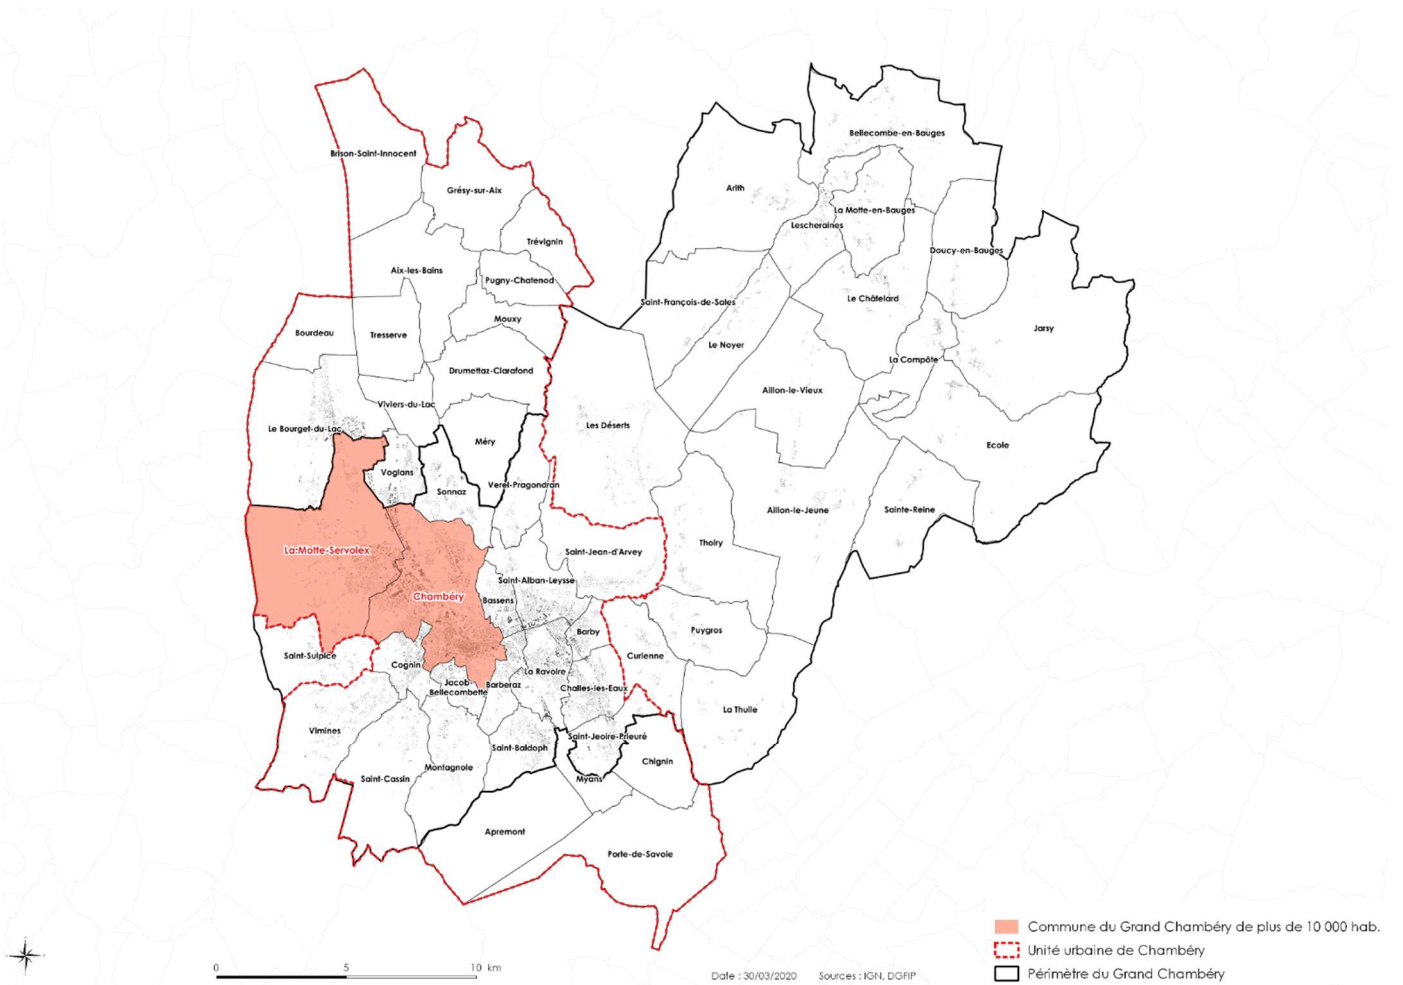 Bellecombe-en-Bauges
Brison-Saint-Innocent
Grésy-sur-Aix
Arith
La Motte-en-Bauges
Lescheraines
Trévignin
Doucy-en-Bauges
Aix-les-Bains
Pugny-Chatenod
Saint-François-de-Sales
Le Châtelard
Mouxy
Jarsy
Bourdeau
Tresserve
Le Noyer
La Compôte
Drumettaz-Clarafond
Aillon-le-Vieux
Viviers-du-Lac
Le Bourget-du-Lac
Les Déserts
Méry
Ecole
Voglans
Verel-Pragondran
Sonnaz
Aillon-le-Jeune
Sainte-Reine
Thoiry
La Motte-Servolex
Saint-Jean-d'Arvey
Saint-Alban-Leysse
Chambéry
Bassens
Barby
Puygros
Saint-Sulpice
Curienne
Cognin
La Ravoire
Jacob-
Bellecombette
Barberaz
Challes-les-Eaux
La Thuile
Vimines
Saint-Jeoire-Prieuré
Saint-Baldoph
Chignin
Montagnole
Saint-Cassin
Myans
Apremont
Porte-de-Savoie
Commune du Grand Chambéry de plus de 10 000 hab.
Unité urbaine de Chambéry
Périmètre du Grand Chambéry
0 5 10 km
Date : 30/03/2020 Sources : IGN, DGFIP